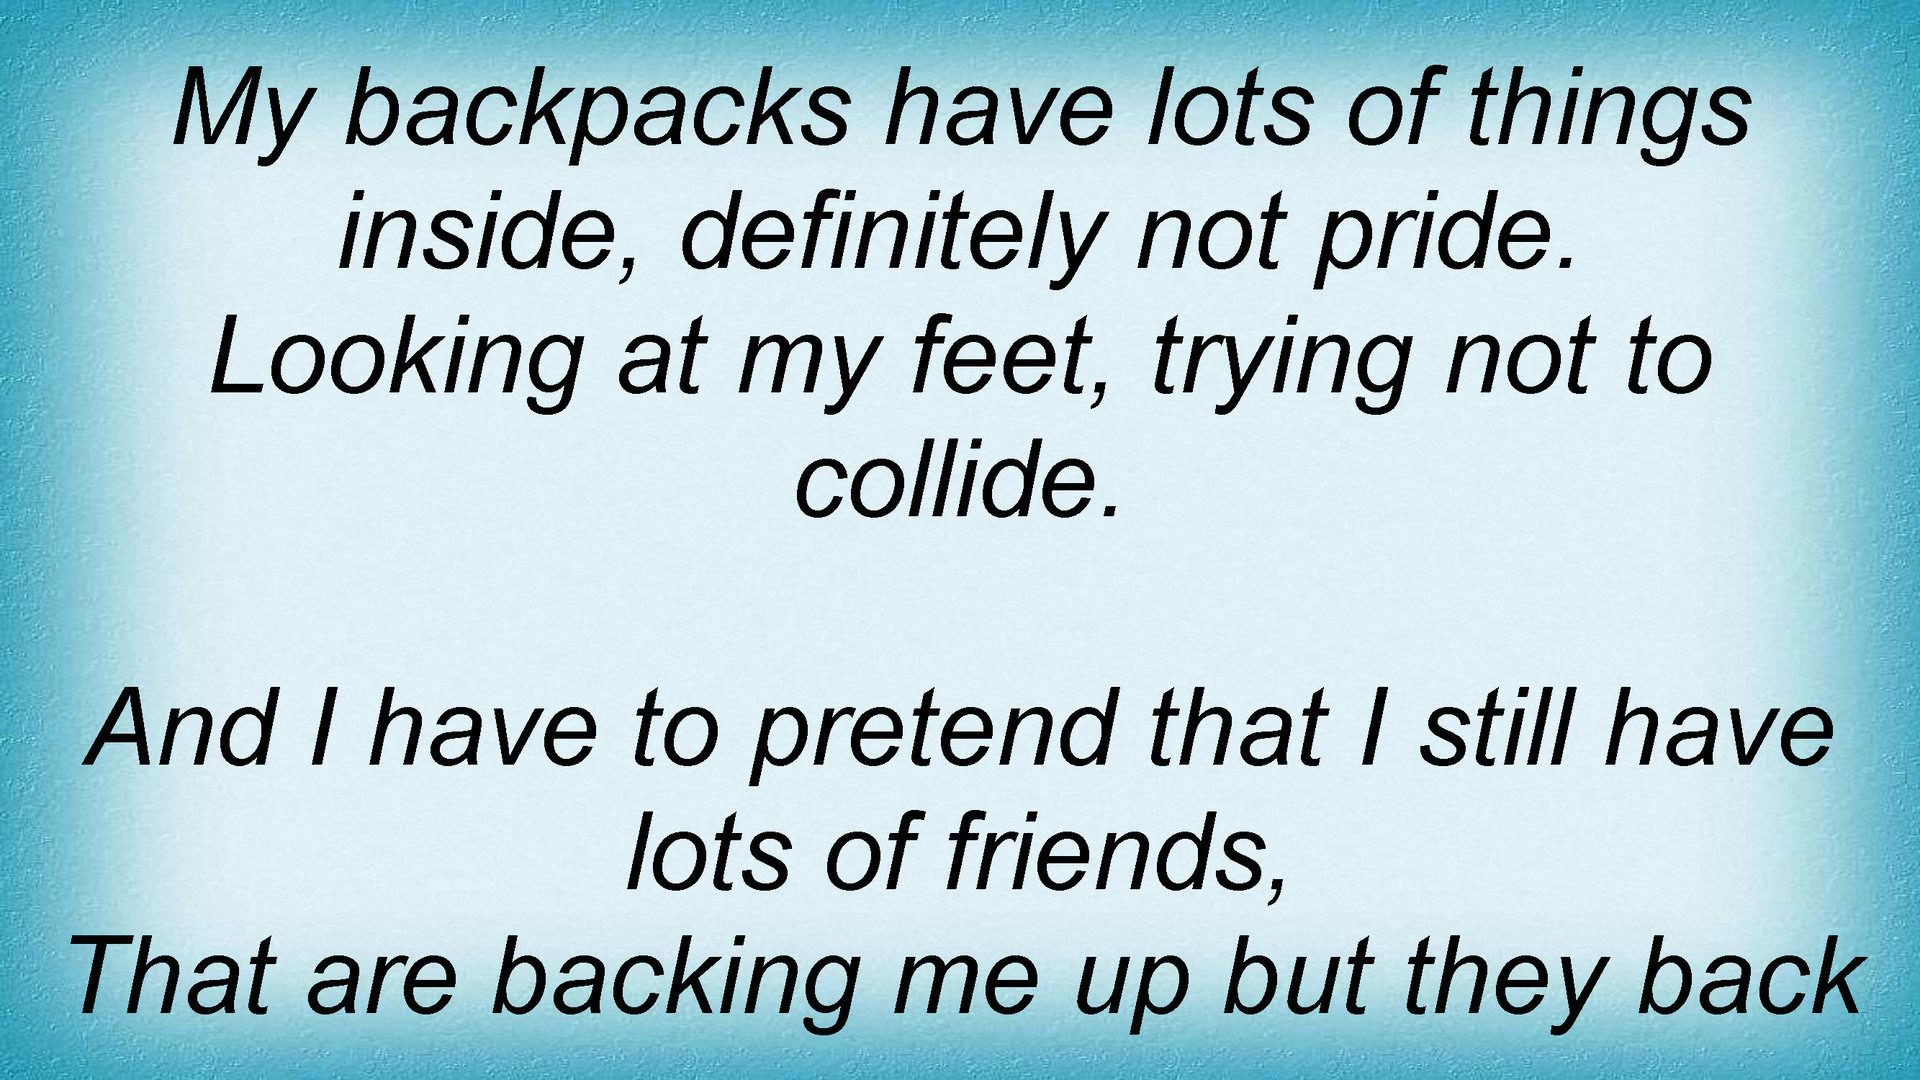 My backpacks have lots of things
inside, definitely not pride.
Looking at my feet, trying not to
collide.
And I have to pretend that I still have
lots of friends,
That are backing me up but they back